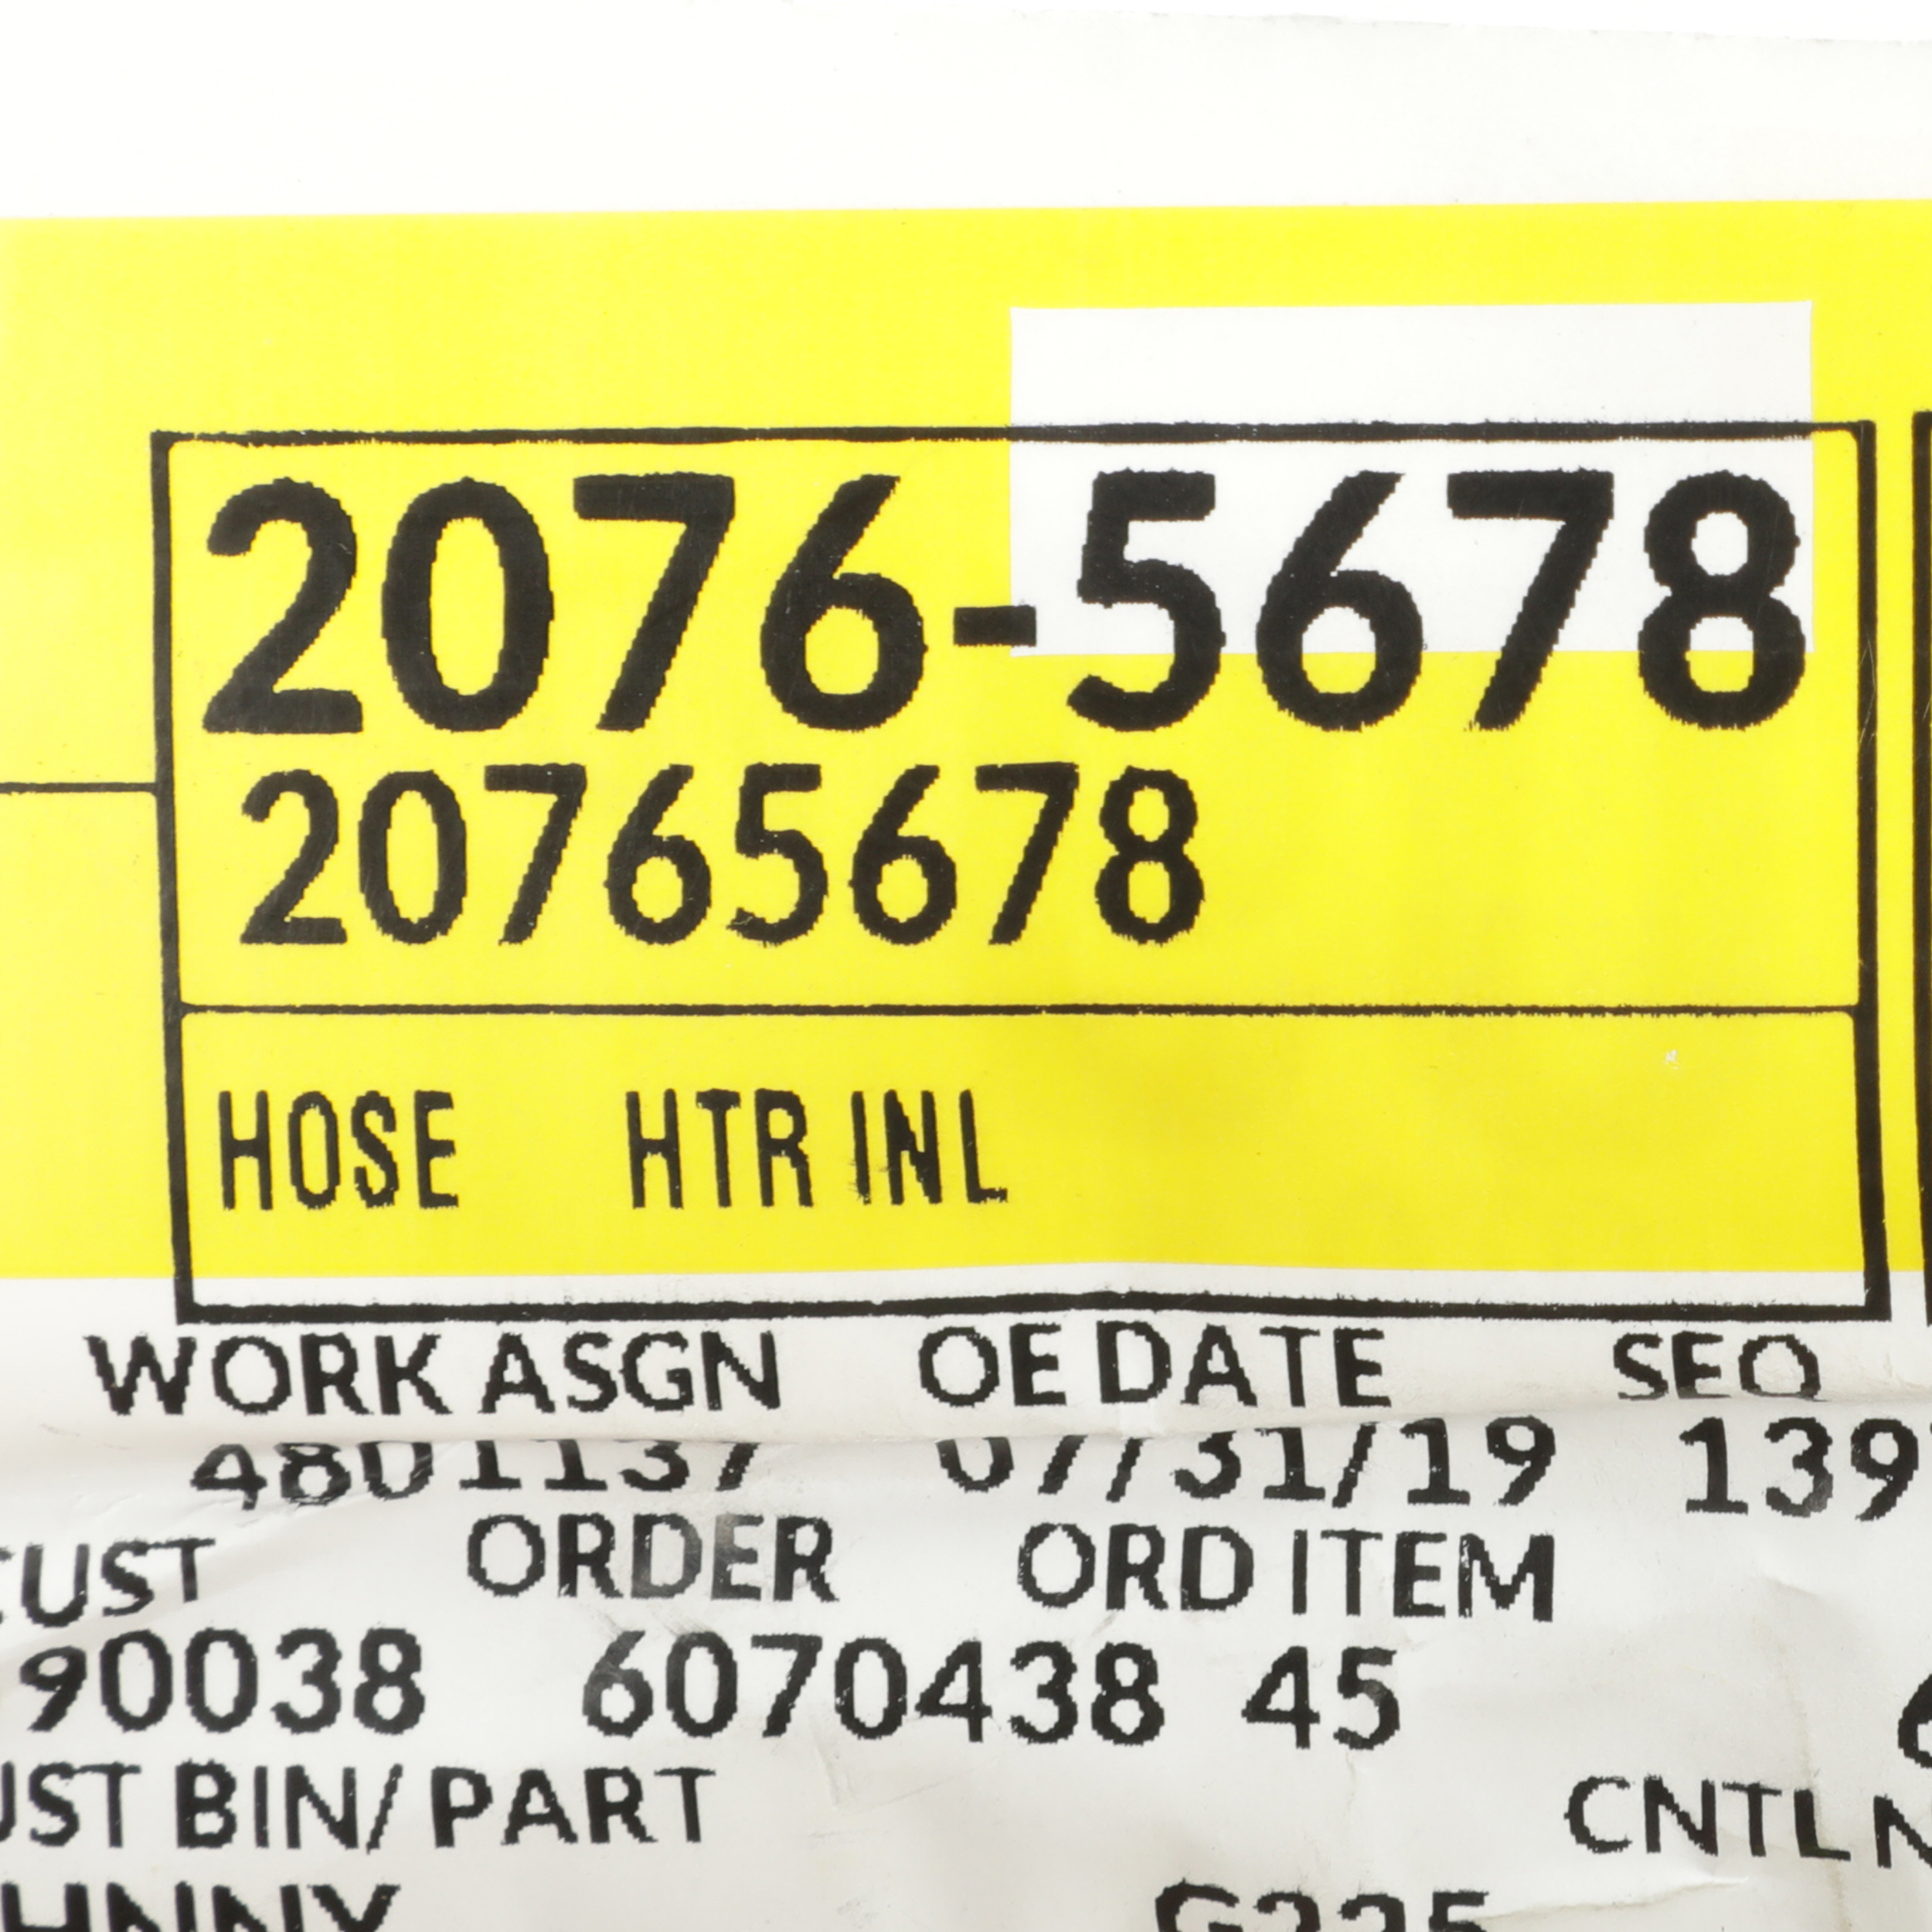 2076-5678
20765678
HOSE HTR INL
WORK ASGN OE DATE SEQ
4801137 07/31/19 139
CUST ORDER ORD ITEM
90038 6070438 45
UST BIN/PART
CNTL N
HNNY